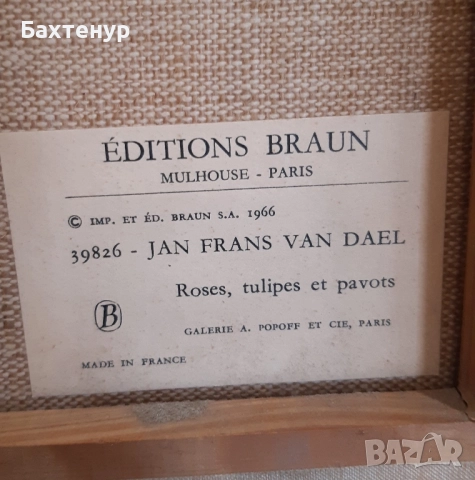 Бахтенур
ÉDITIONS BRAUN
MULHOUSE - PARIS
© IMP. ET ÉD. BRAUN S.A. 1966
39826 - JAN FRANS VAN DAEL
Roses, tulipes et pavots
B
GALERIE A. POPOFF ET CIE, PARIS
MADE IN FRANCE
BAZAR